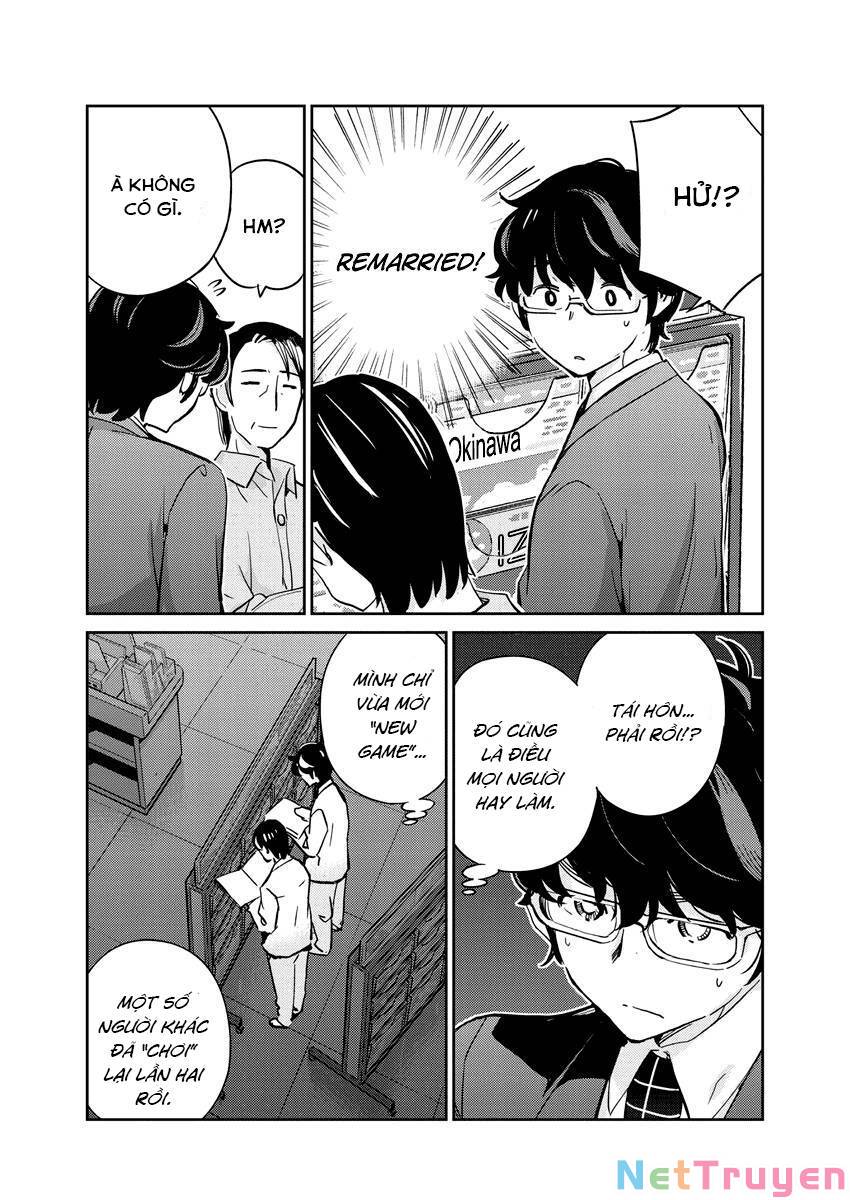 HỬ!?
REMARRIED!
Okinawa
IZ
HM?
À KHÔNG
CÓ GÌ.
TÁI HÔN...
PHẢI RỒI!?
ĐÓ CŨNG
LÀ ĐIỀU
MỌI NGƯỜI
HAY LÀM.
MÌNH CHỈ
VỪA MỚI
"NEW
GAME"...
MỘT SỐ
NGƯỜI KHÁC
ĐÃ "CHƠI"
LẠI LẦN HAI
RỒI.
NetTruyen